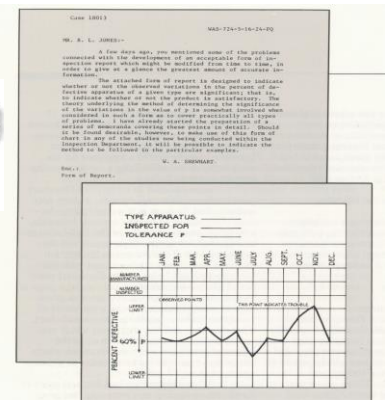 Case 18013
WAS-724-5-16-24-FQ
MR. R. L. JONES:-
A few days ago, you mentioned some of the problems
connected with the development of an acceptable form of in-
spection report which might be modified from time to time, in
order to give at a glance the greatest amount of accurate in-
formation.
The attached form of report is designed to indicate
whether or not the observed variations in the percent of de-
fective apparatus of a given type are significant; that is,
to indicate whether or not the product is satisfactory. The
theory underlying the method of determining the significance
of the variations in the value of p is somewhat involved when
considered in such a form as to cover practically all types
of problems. I have already started the preparation of a
series of memoranda covering these points in detail. Should
it be found desirable, however, to make use of this form of
chart in any of the studies now being conducted within the
Inspection Department, it will be possible to indicate the
method to be followed in the particular examples.
W. A. SHEWHART
Enc.:
Form of Report.
TYPE APPARATUS
INSPECTED FOR
TOLERANCE P
JAN. FEB. MAR. APR. MAY. JUNE JULY AUG. SEPT. OCT. NOV. DEC.
NUMBER
MANUFACTURED
NUMBER
INSPECTED
UPPER
LIMIT
OBSERVED POINTS
THIS POINT INDICATES TROUBLE
PERCENT DEFECTIVE
60% P
LOWER
LIMIT